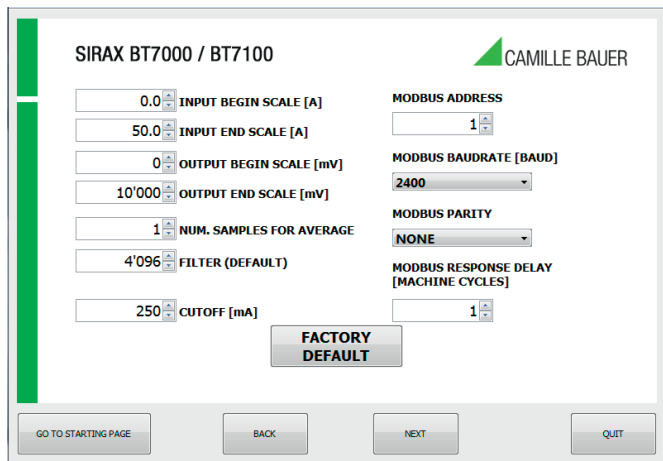 SIRAX BT7000 / BT7100
CAMILLE BAUER
0.0 INPUT BEGIN SCALE [A]
50.0 INPUT END SCALE [A]
0 OUTPUT BEGIN SCALE [mV]
10'000 OUTPUT END SCALE [mV]
1 NUM. SAMPLES FOR AVERAGE
4'096 FILTER (DEFAULT)
250 CUTOFF [mA]
MODBUS ADDRESS
1
MODBUS BAUDRATE [BAUD]
2400
MODBUS PARITY
NONE
MODBUS RESPONSE DELAY
[MACHINE CYCLES]
1
FACTORY
DEFAULT
GO TO STARTING PAGE
BACK
NEXT
QUIT